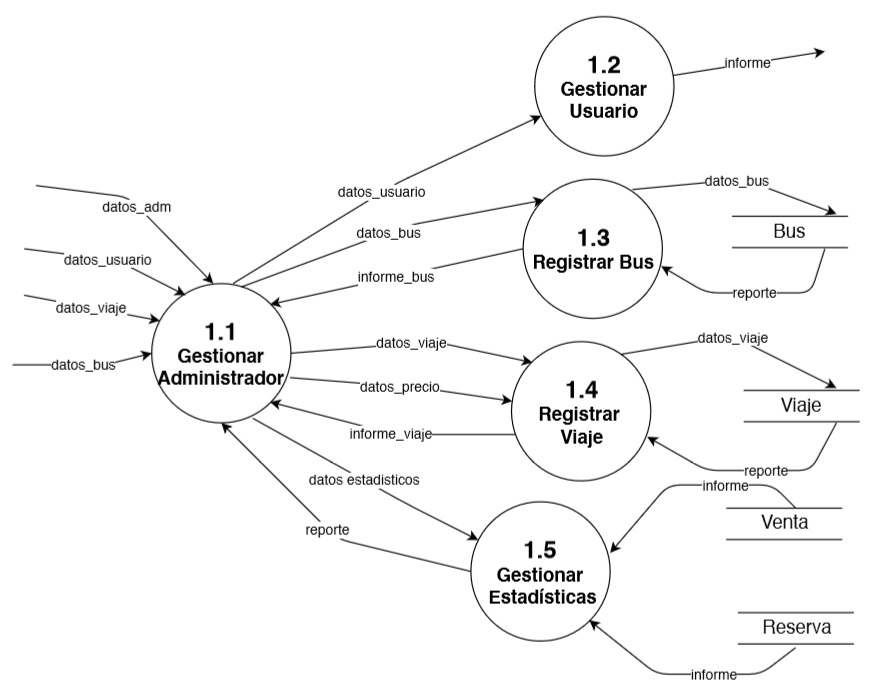 1.2
Gestionar
Usuario
informe
datos_usuario
datos_adm
datos_bus
datos_bus
1.3
Registrar Bus
Bus
datos_usuario
informe_bus
reporte
datos_viaje
1.1
Gestionar
Administrador
datos_bus
datos_viaje
datos_precio
informe_viaje
1.4
Registrar
Viaje
datos_viaje
Viaje
reporte
datos estadisticos
reporte
informe
Venta
1.5
Gestionar
Estadísticas
Reserva
informe